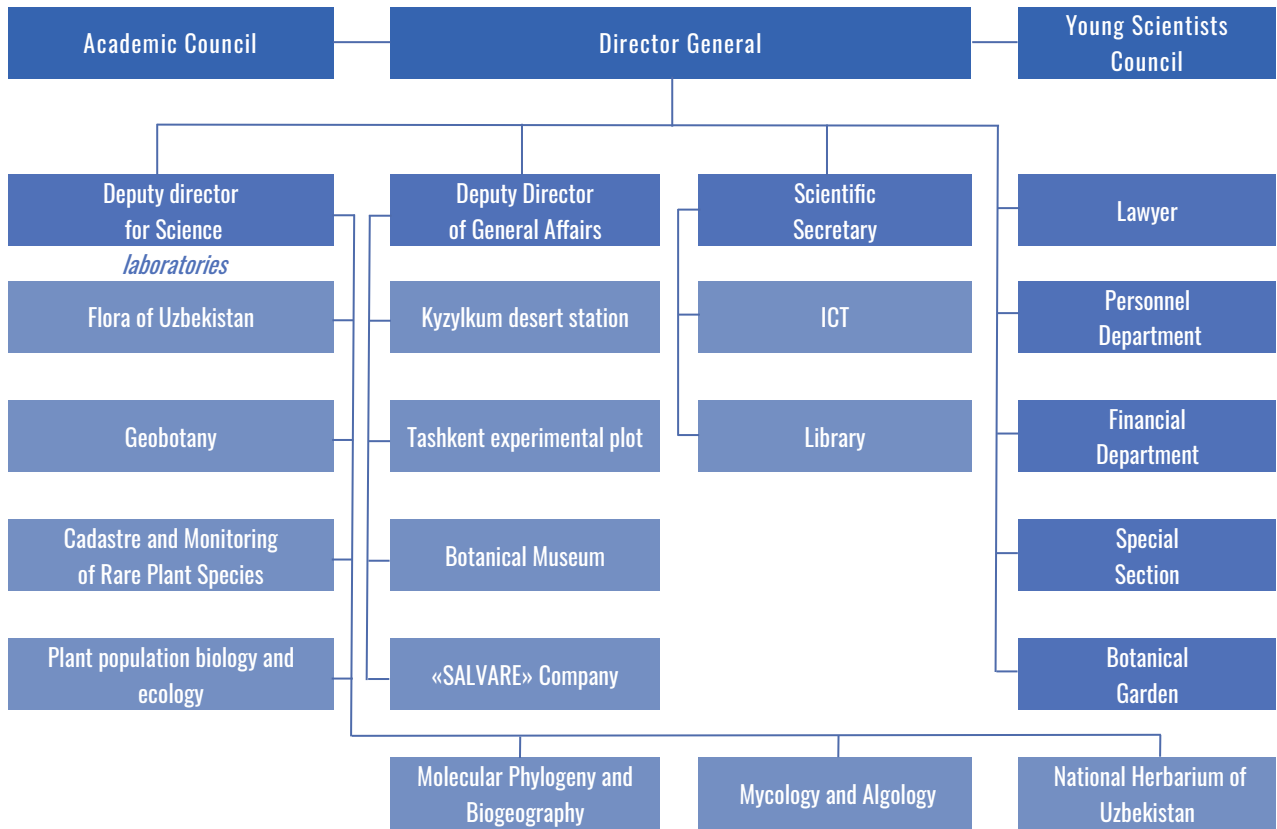 Academic Council
Director General
Young Scientists
Council
Deputy director
for Science
Deputy Director
of General Affairs
Scientific
Secretary
Lawyer
laboratories
Flora of Uzbekistan
Kyzylkum desert station
ICT
Personnel
Department
Geobotany
Tashkent experimental plot
Library
Financial
Department
Cadastre and Monitoring
of Rare Plant Species
Botanical Museum
Special
Section
Plant population biology and
ecology
«SALVARE» Company
Botanical
Garden
Molecular Phylogeny and
Biogeography
Mycology and Algology
National Herbarium of
Uzbekistan